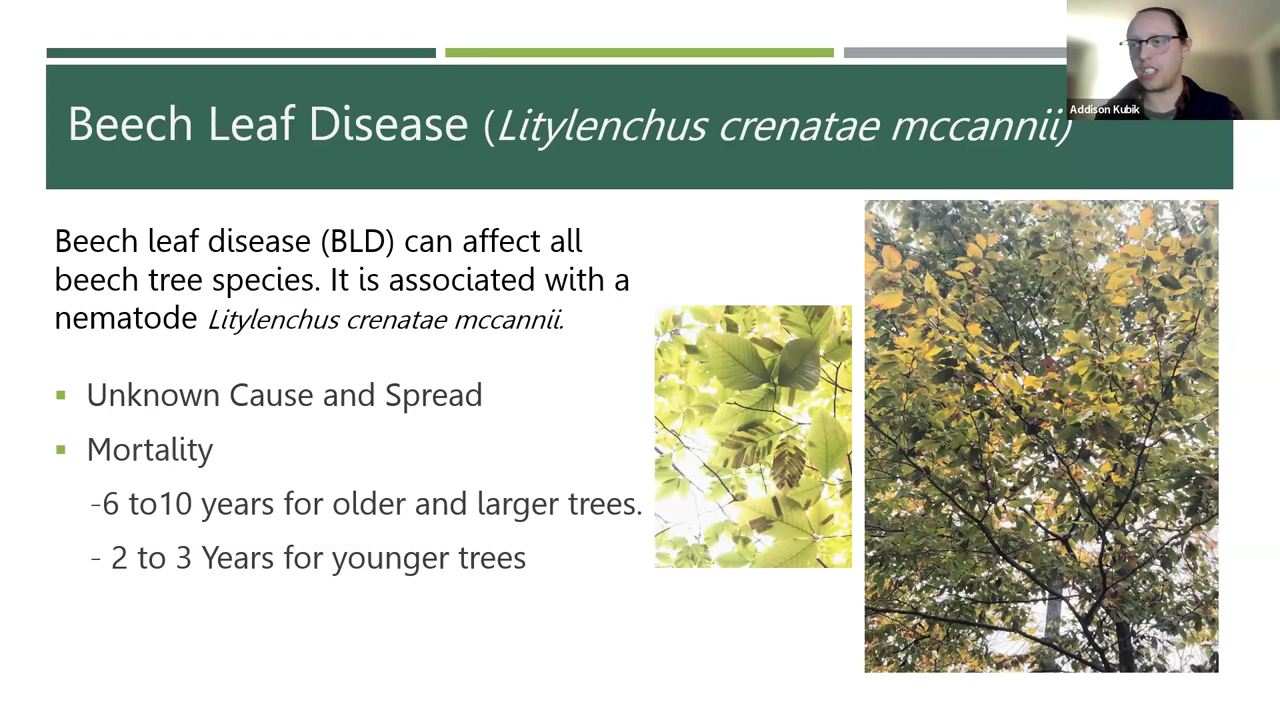 Beech Leaf Disease (Litylenchus crenatae mccannii)
Addison Kubik
Beech leaf disease (BLD) can affect all
beech tree species. It is associated with a
nematode Litylenchus crenatae mccannii.
▪ Unknown Cause and Spread
▪ Mortality
-6 to10 years for older and larger trees.
- 2 to 3 Years for younger trees